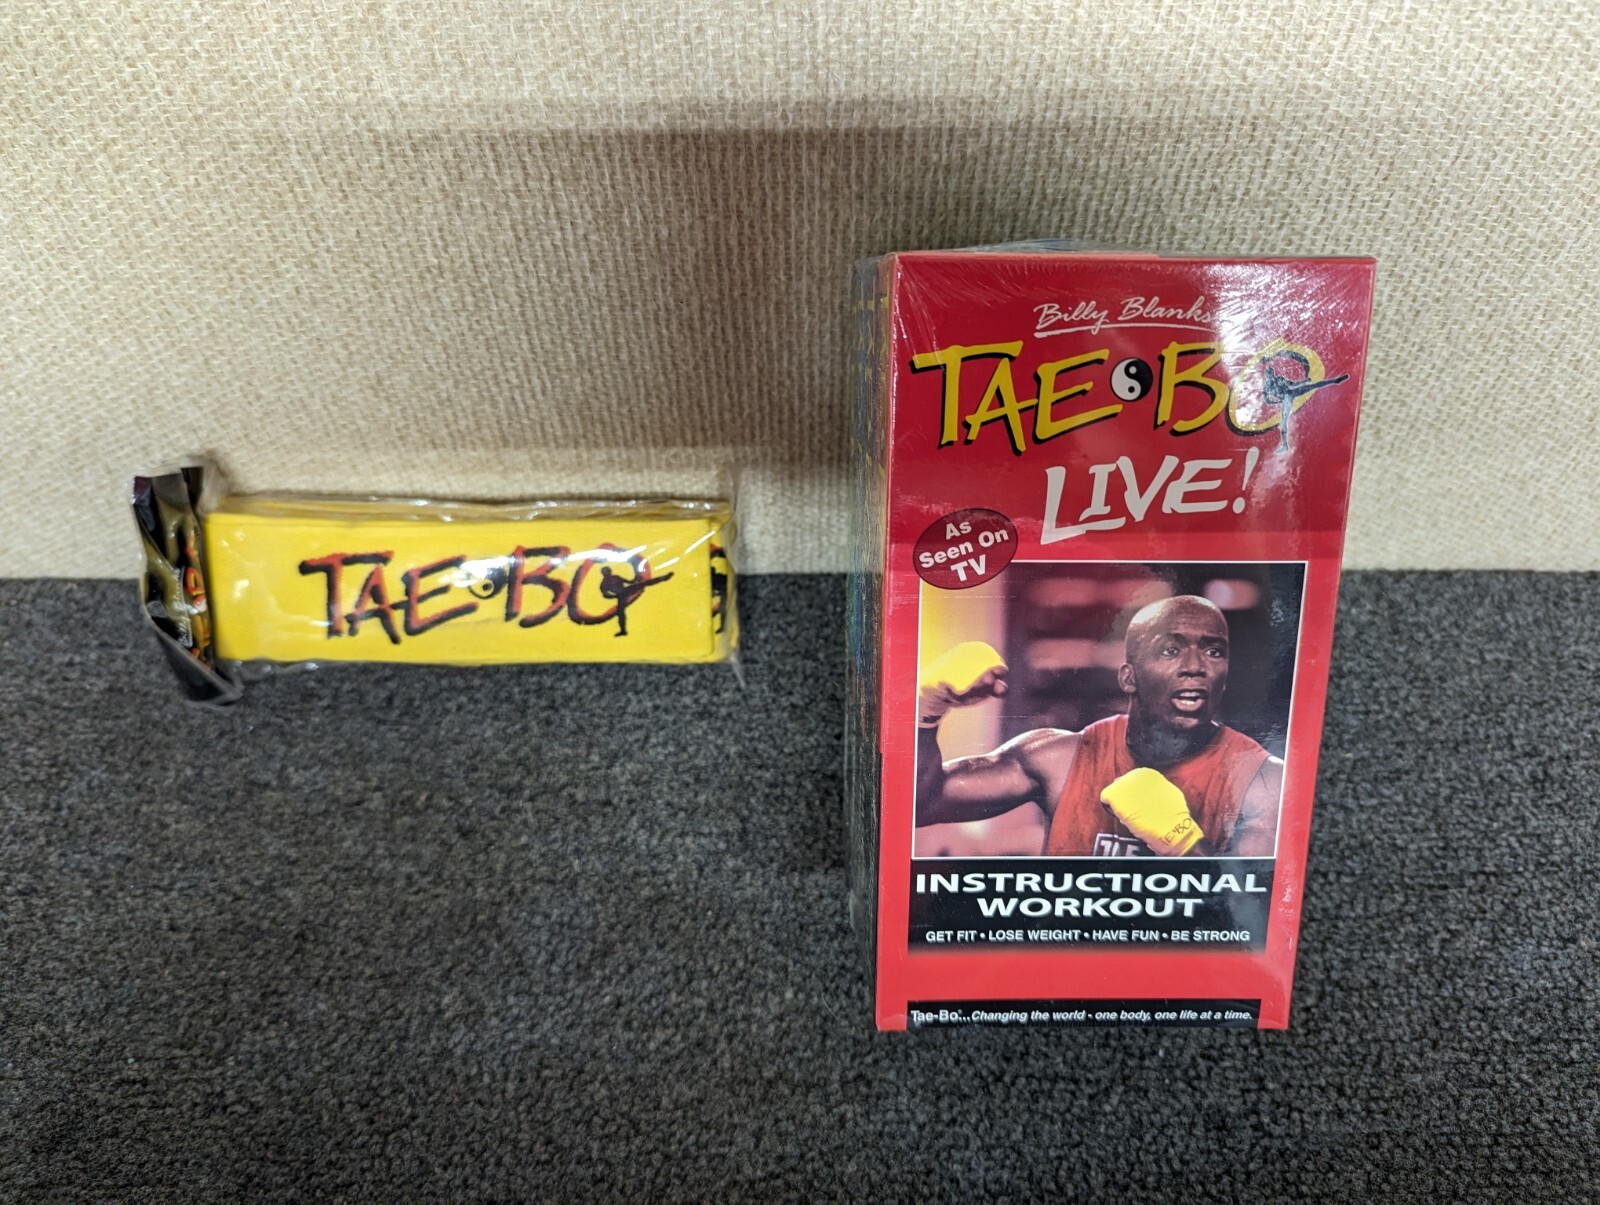 TAE BO
Billy Blanks
TAE BO
LIVE!
As
Seen On
TV
INSTRUCTIONAL
WORKOUT
GET FIT • LOSE WEIGHT • HAVE FUN • BE STRONG
Tae-Bo... Changing the world - one body, one life at a time.